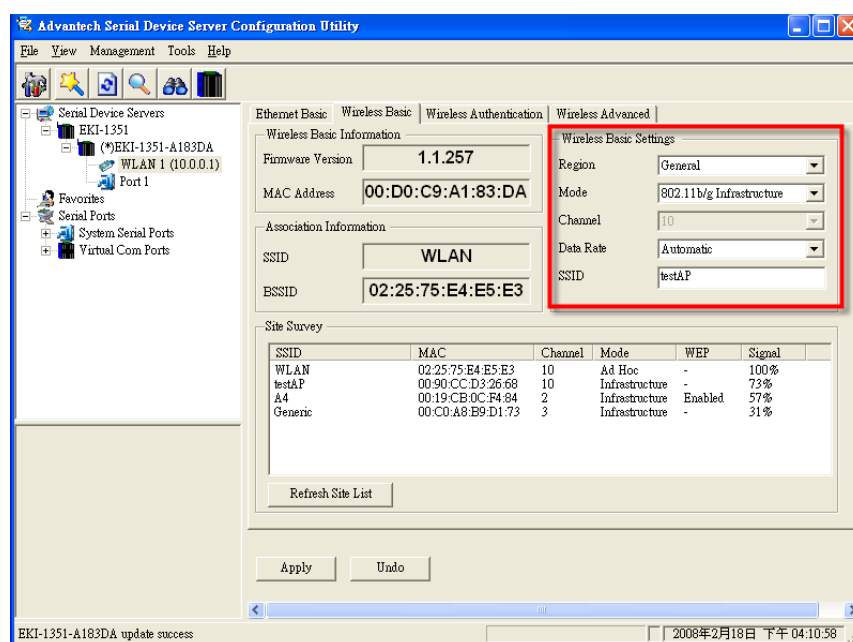 Advantech Serial Device Server Configuration Utility
File View Management Tools Help
Serial Device Servers
EKI-1351
(*)EKI-1351-A183DA
WLAN 1 (10.0.0.1)
Port 1
Favorites
Serial Ports
System Serial Ports
Virtual Com Ports
Ethernet Basic Wireless Basic Wireless Authentication Wireless Advanced
Wireless Basic Information
Firmware Version 1.1.257
MAC Address 00:D0:C9:A1:83:DA
Association Information
SSID WLAN
BSSID 02:25:75:E4:E5:E3
Wireless Basic Settings
Region General
Mode 802.11b/g Infrastructure
Channel 10
Data Rate Automatic
SSID testAP
Site Survey
SSID MAC Channel Mode WEP Signal
WLAN 02:25:75:E4:E5:E3 10 Ad Hoc - 100%
testAP 00:90:CC:D3:26:68 10 Infrastructure - 73%
A4 00:19:CB:0C:F4:84 2 Infrastructure Enabled 57%
Generic 00:C0:A8:B9:D1:73 3 Infrastructure - 31%
Refresh Site List
Apply Undo
EKI-1351-A183DA update success 2008年2月18日 下午 04:10:58